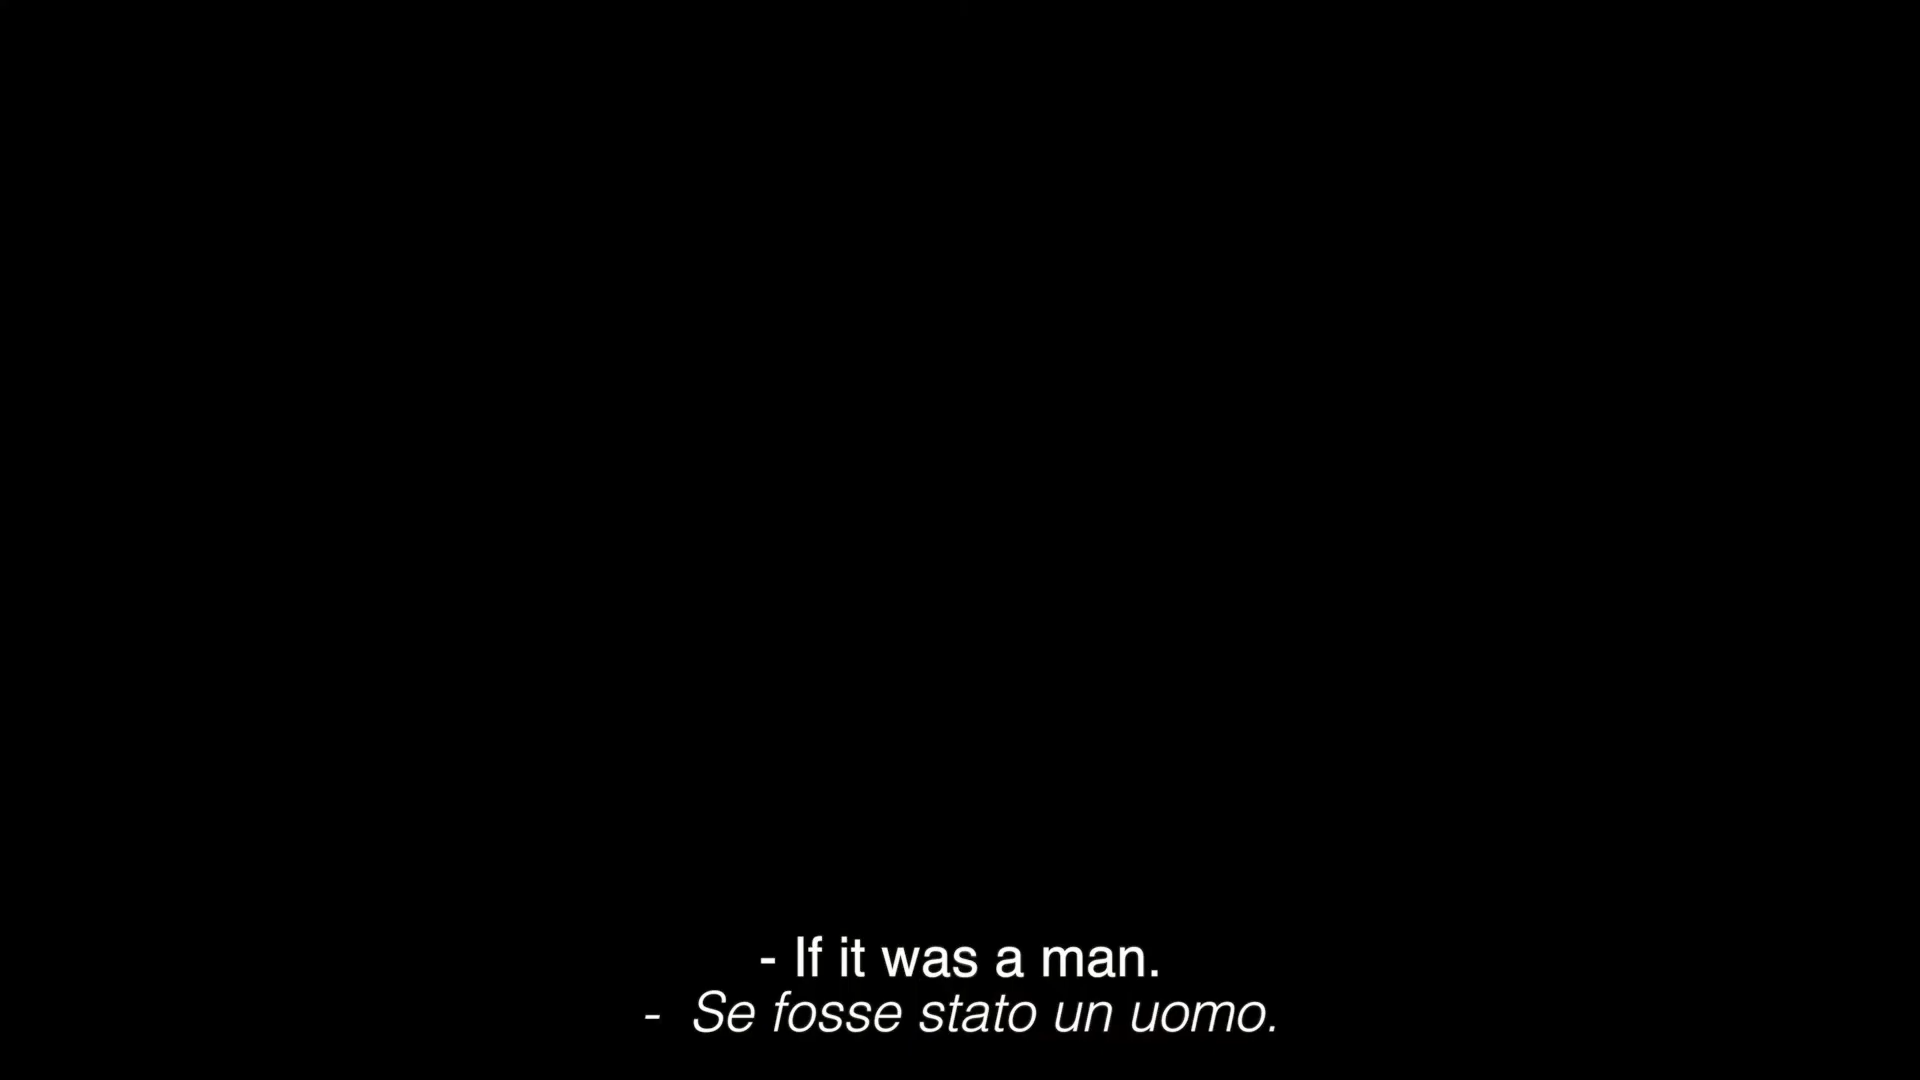 - If it was a man.
- Se fosse stato un uomo.